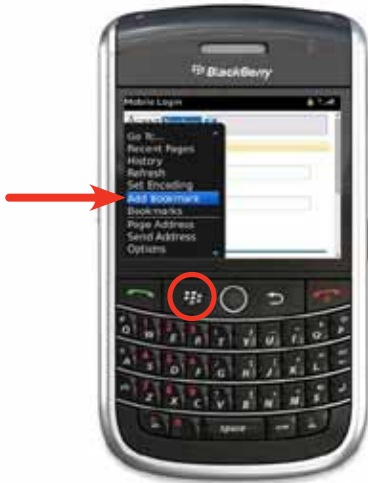 BlackBerry
Mobile Login
Go To...
Recent Pages
History
Refresh
Set Encoding
Add Bookmark
Bookmarks
Page Address
Send Address
Options
Q W E R T Y U I O P
A S D F G H J K L
Z X C V B N M
space